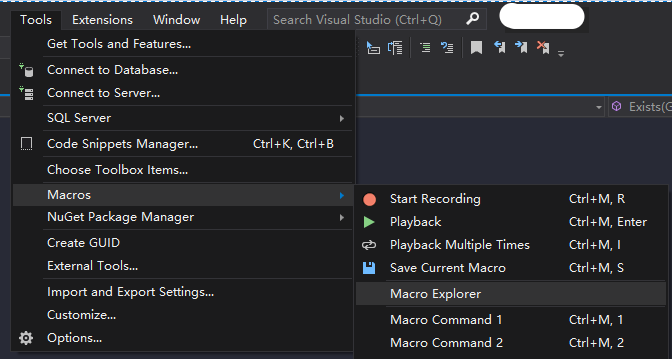 Tools Extensions Window Help Search Visual Studio (Ctrl+Q)
Get Tools and Features...
Connect to Database...
Connect to Server...
SQL Server
Code Snippets Manager... Ctrl+K, Ctrl+B
Choose Toolbox Items...
Macros
NuGet Package Manager
Create GUID
External Tools...
Import and Export Settings...
Customize...
Options...
Exists(G
Start Recording Ctrl+M, R
Playback Ctrl+M, Enter
Playback Multiple Times Ctrl+M, I
Save Current Macro Ctrl+M, S
Macro Explorer
Macro Command 1 Ctrl+M, 1
Macro Command 2 Ctrl+M, 2